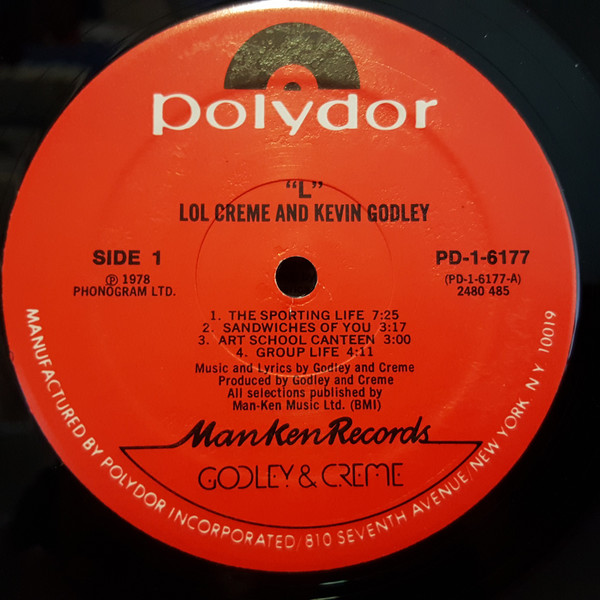 polydor
“L”
LOL CREME AND KEVIN GODLEY
SIDE 1
℗ 1978
PHONOGRAM LTD.
PD-1-6177
(PD-1-6177-A)
2480 485
1. THE SPORTING LIFE 7:25
2. SANDWICHES OF YOU 3:17
3. ART SCHOOL CANTEEN 3:00
4. GROUP LIFE 4:11
Music and Lyrics by Godley and Creme
Produced by Godley and Creme
All selections published by
Man-Ken Music Ltd. (BMI)
ManKen Records
GODLEY & CREME
MANUFACTURED BY POLYDOR INCORPORATED/810 SEVENTH AVENUE/NEW YORK N Y 10019